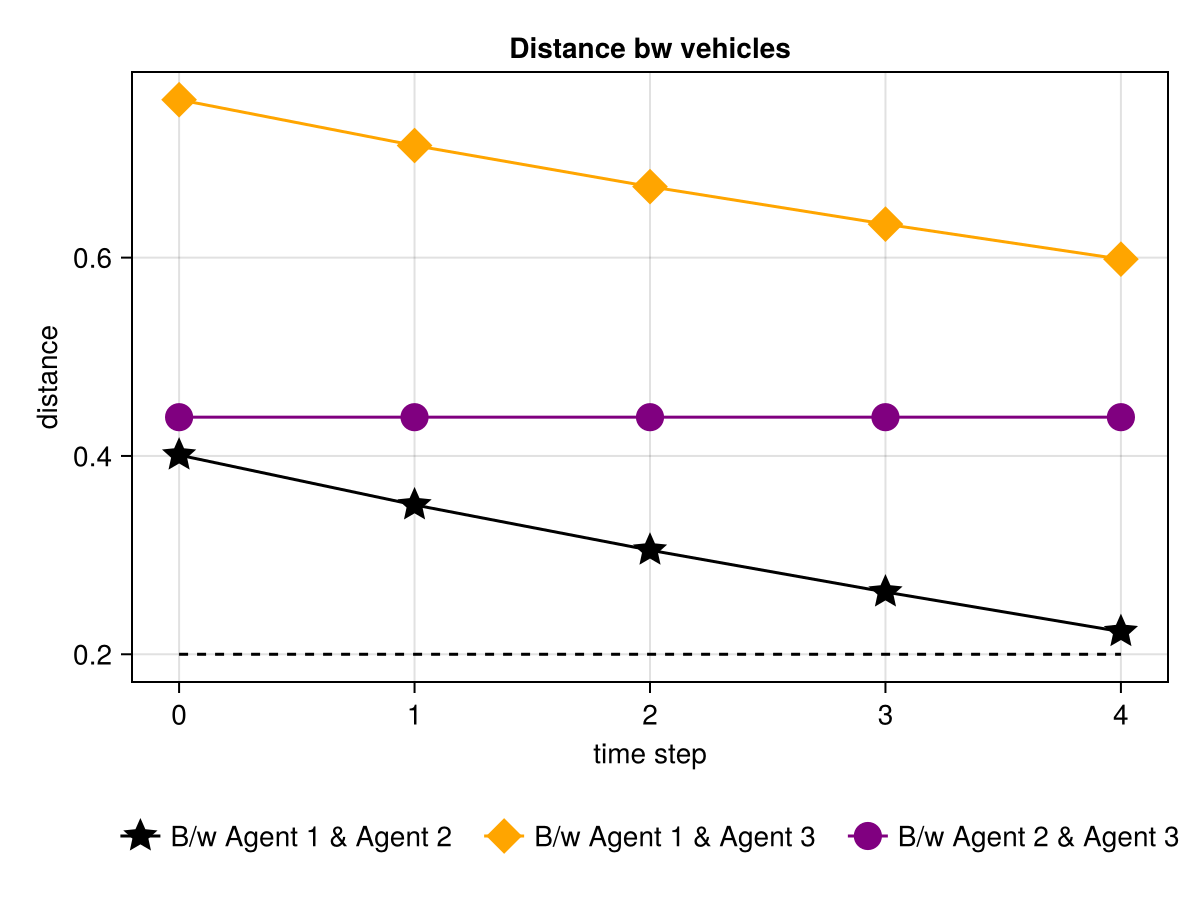 Distance bw vehicles
distance
0.6
0.4
0.2
0 1 2 3 4
time step
B/w Agent 1 & Agent 2 B/w Agent 1 & Agent 3 B/w Agent 2 & Agent 3